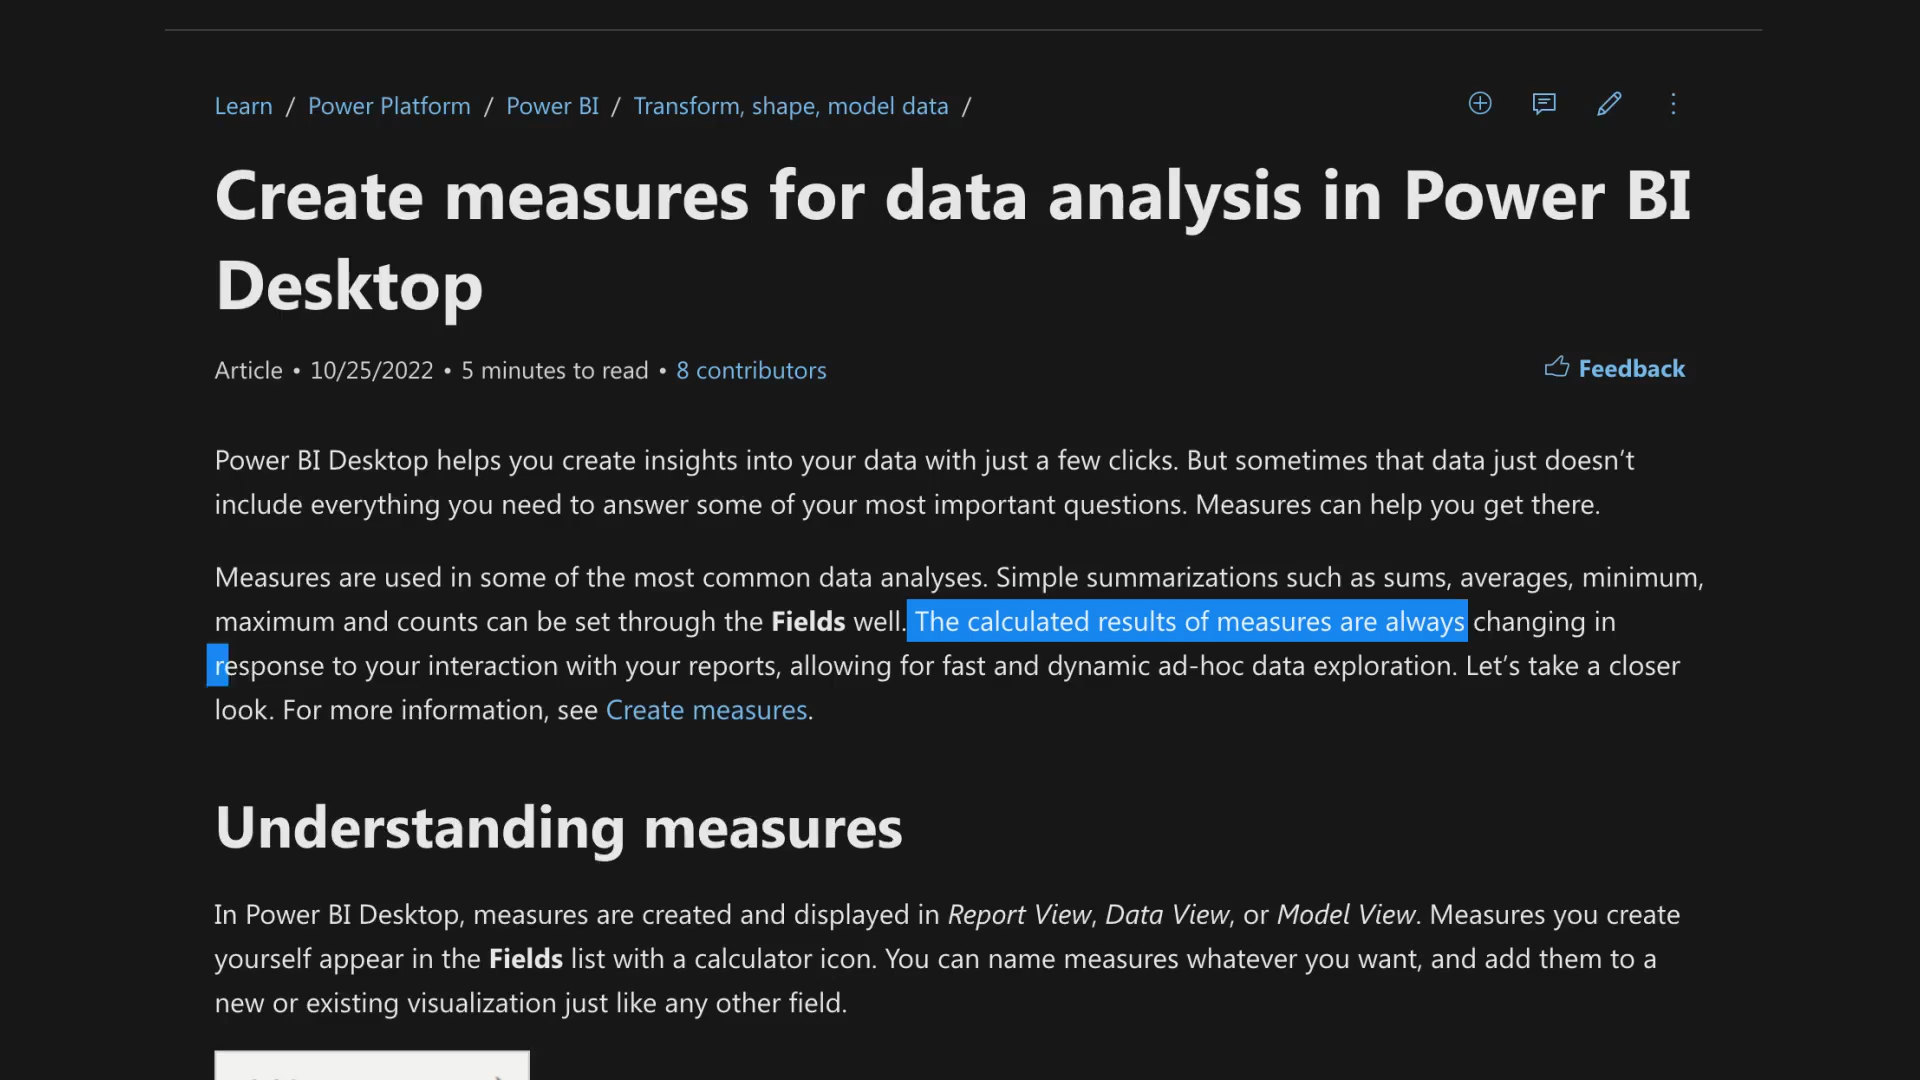 Learn / Power Platform / Power BI / Transform, shape, model data /
Create measures for data analysis in Power BI
Desktop
Article • 10/25/2022 • 5 minutes to read • 8 contributors
Feedback
Power BI Desktop helps you create insights into your data with just a few clicks. But sometimes that data just doesn’t
include everything you need to answer some of your most important questions. Measures can help you get there.
Measures are used in some of the most common data analyses. Simple summarizations such as sums, averages, minimum,
maximum and counts can be set through the Fields well. The calculated results of measures are always changing in
response to your interaction with your reports, allowing for fast and dynamic ad-hoc data exploration. Let’s take a closer
look. For more information, see Create measures.
Understanding measures
In Power BI Desktop, measures are created and displayed in Report View, Data View, or Model View. Measures you create
yourself appear in the Fields list with a calculator icon. You can name measures whatever you want, and add them to a
new or existing visualization just like any other field.